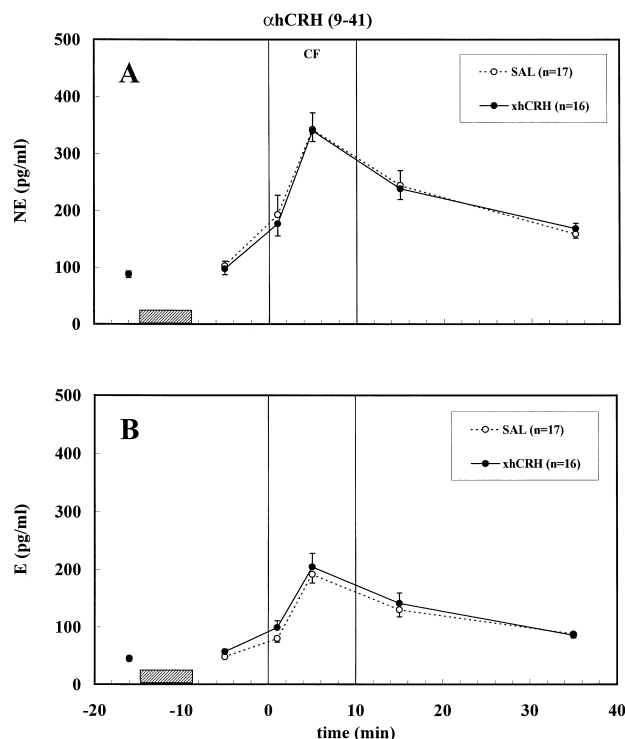 αhCRH (9-41)
500
400
300
200
100
0
NE (pg/ml)
A
CF
SAL (n=17)
xhCRH (n=16)
500
400
300
200
100
0
E (pg/ml)
B
SAL (n=17)
xhCRH (n=16)
-20 -10 0 10 20 30 40
time (min)